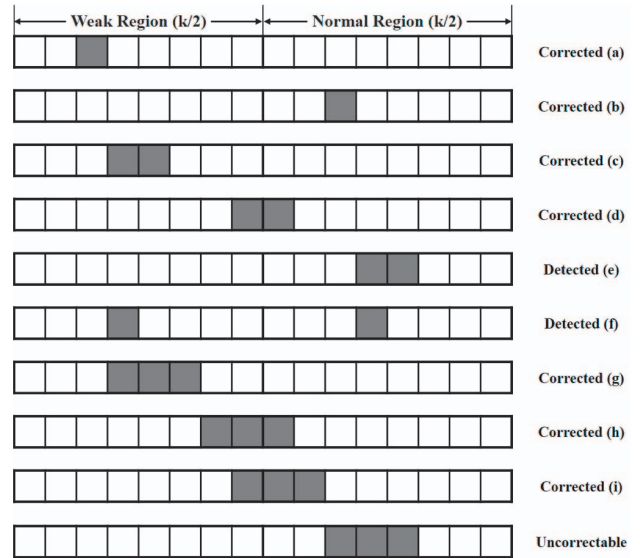 Weak Region (k/2) Normal Region (k/2)
Corrected (a)
Corrected (b)
Corrected (c)
Corrected (d)
Detected (e)
Detected (f)
Corrected (g)
Corrected (h)
Corrected (i)
Uncorrectable